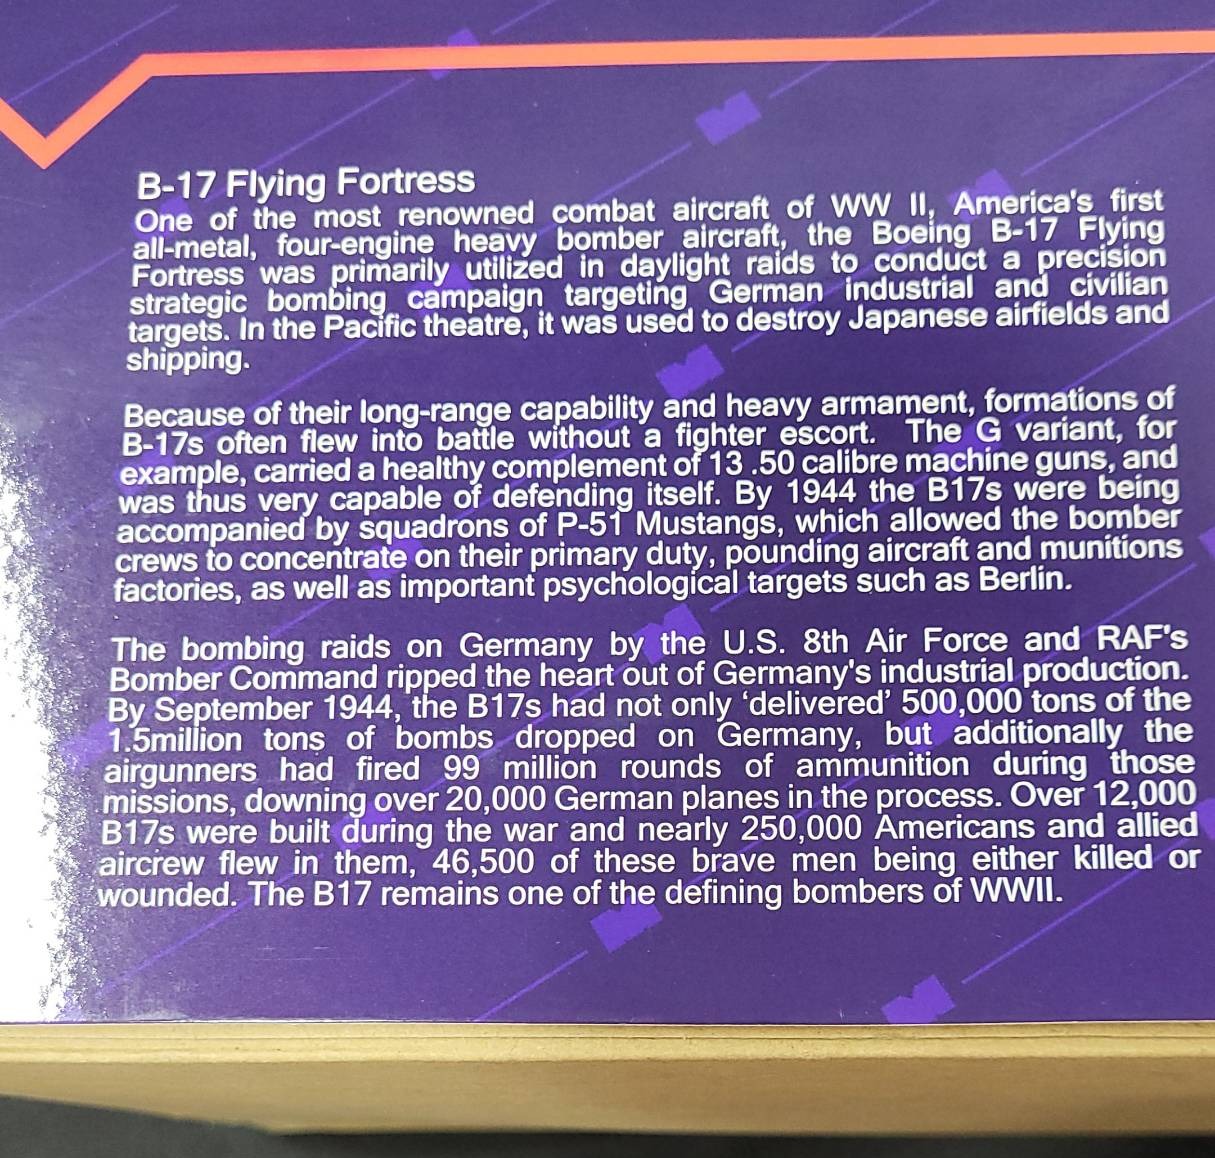 B-17 Flying Fortress
One of the most renowned combat aircraft of WW II, America's first
all-metal, four-engine heavy bomber aircraft, the Boeing B-17 Flying
Fortress was primarily utilized in daylight raids to conduct a precision
strategic bombing campaign targeting German industrial and civilian
targets. In the Pacific theatre, it was used to destroy Japanese airfields and
shipping.
Because of their long-range capability and heavy armament, formations of
B-17s often flew into battle without a fighter escort. The G variant, for
example, carried a healthy complement of 13 .50 calibre machine guns, and
was thus very capable of defending itself. By 1944 the B17s were being
accompanied by squadrons of P-51 Mustangs, which allowed the bomber
crews to concentrate on their primary duty, pounding aircraft and munitions
factories, as well as important psychological targets such as Berlin.
The bombing raids on Germany by the U.S. 8th Air Force and RAF's
Bomber Command ripped the heart out of Germany's industrial production.
By September 1944, the B17s had not only ‘delivered’ 500,000 tons of the
1.5million tons of bombs dropped on Germany, but additionally the
airgunners had fired 99 million rounds of ammunition during those
missions, downing over 20,000 German planes in the process. Over 12,000
B17s were built during the war and nearly 250,000 Americans and allied
aircrew flew in them, 46,500 of these brave men being either killed or
wounded. The B17 remains one of the defining bombers of WWII.